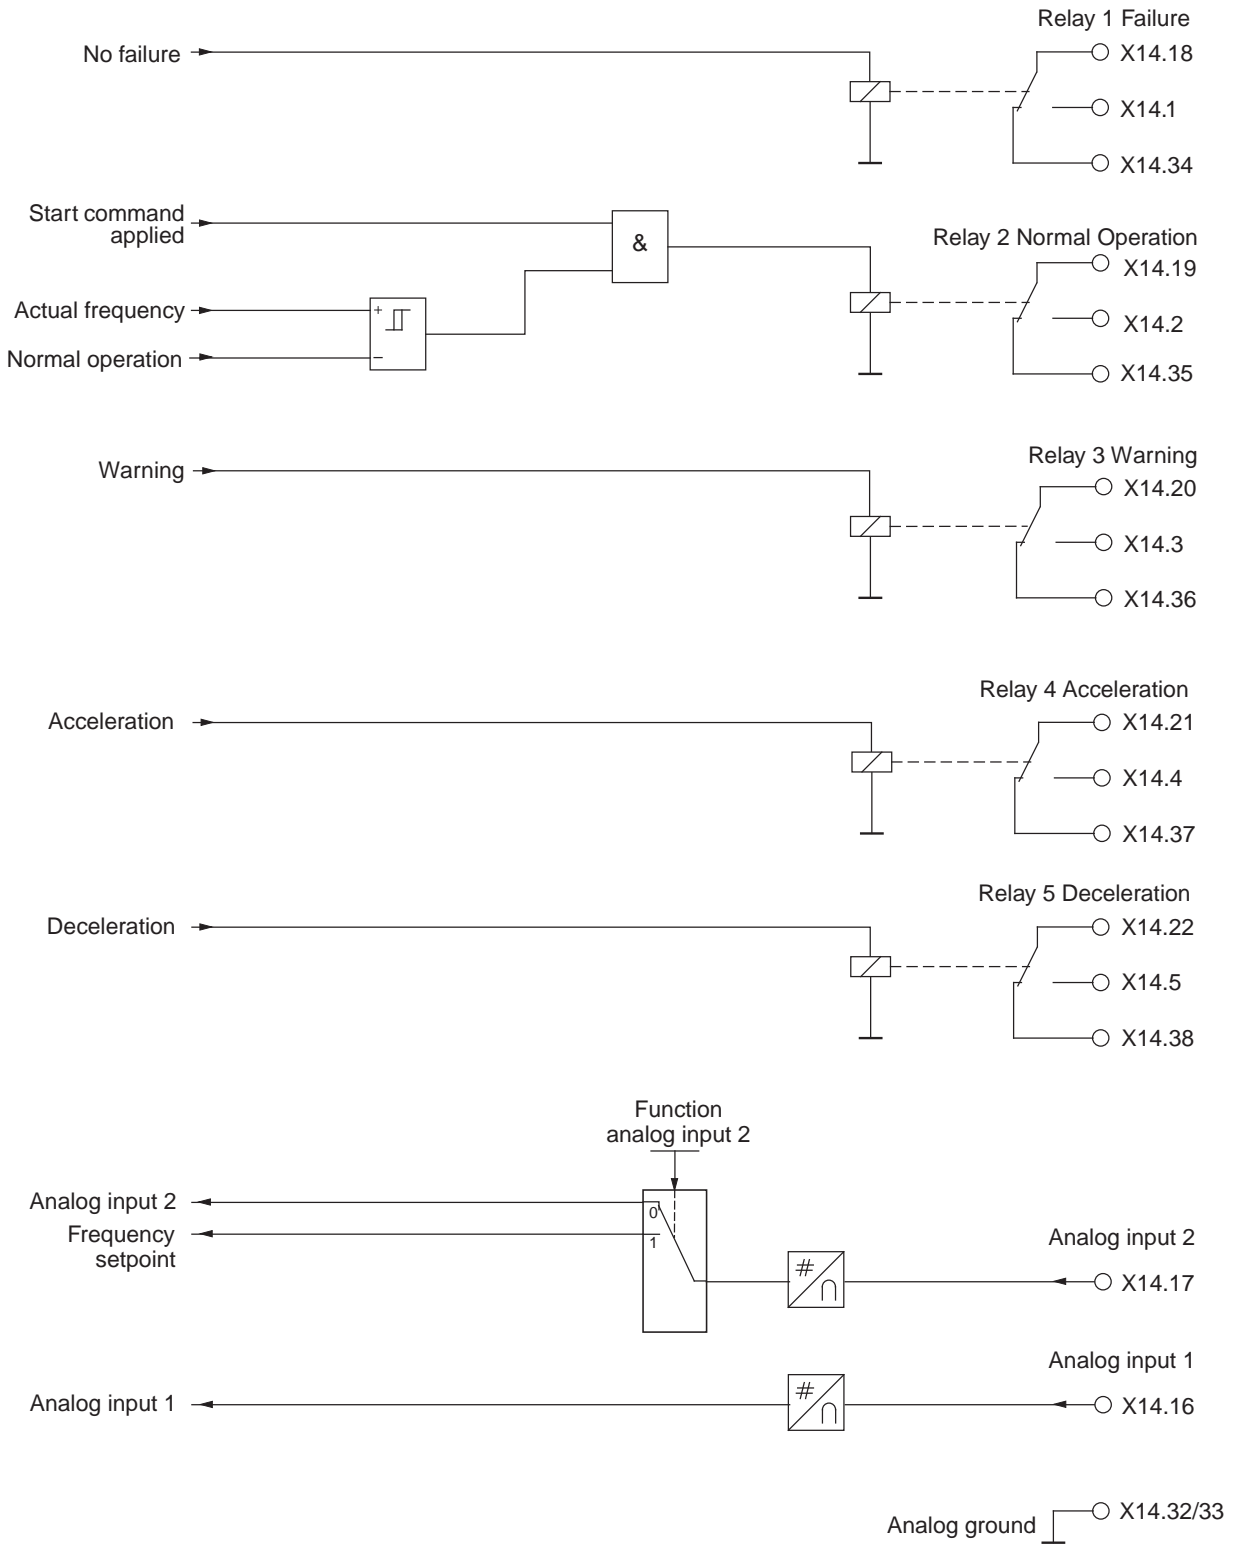 Relay 1 Failure
No failure
X14.18
X14.1
X14.34
Start command
applied
&
Relay 2 Normal Operation
X14.19
Actual frequency
+
X14.2
Normal operation
–
X14.35
Relay 3 Warning
Warning
X14.20
X14.3
X14.36
Relay 4 Acceleration
Acceleration
X14.21
X14.4
X14.37
Relay 5 Deceleration
Deceleration
X14.22
X14.5
X14.38
Function
analog input 2
Analog input 2
0
Frequency
setpoint
1
Analog input 2
#
X14.17
Analog input 1
Analog input 1
#
X14.16
Analog ground
X14.32/33